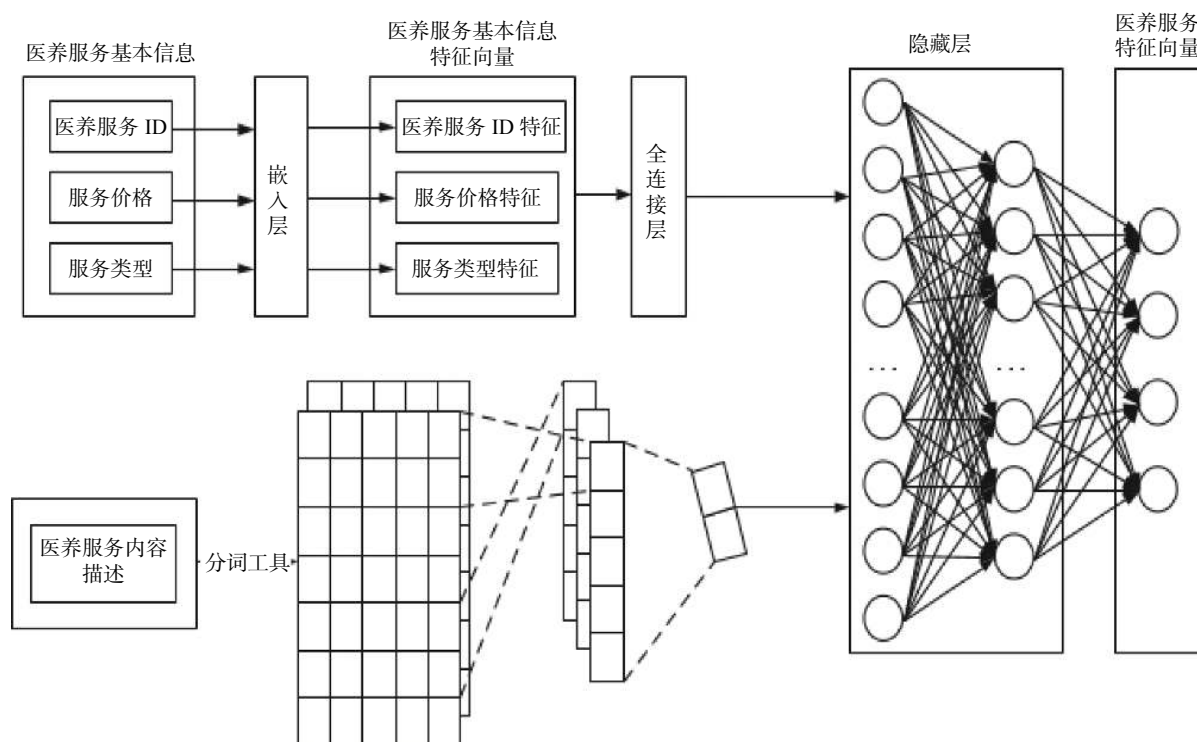 医养服务基本信息
医养服务 ID
服务价格
服务类型
嵌入层
医养服务基本信息
特征向量
医养服务 ID 特征
服务价格特征
服务类型特征
全连接层
隐藏层
...
...
医养服务
特征向量
医养服务内容
描述
分词工具